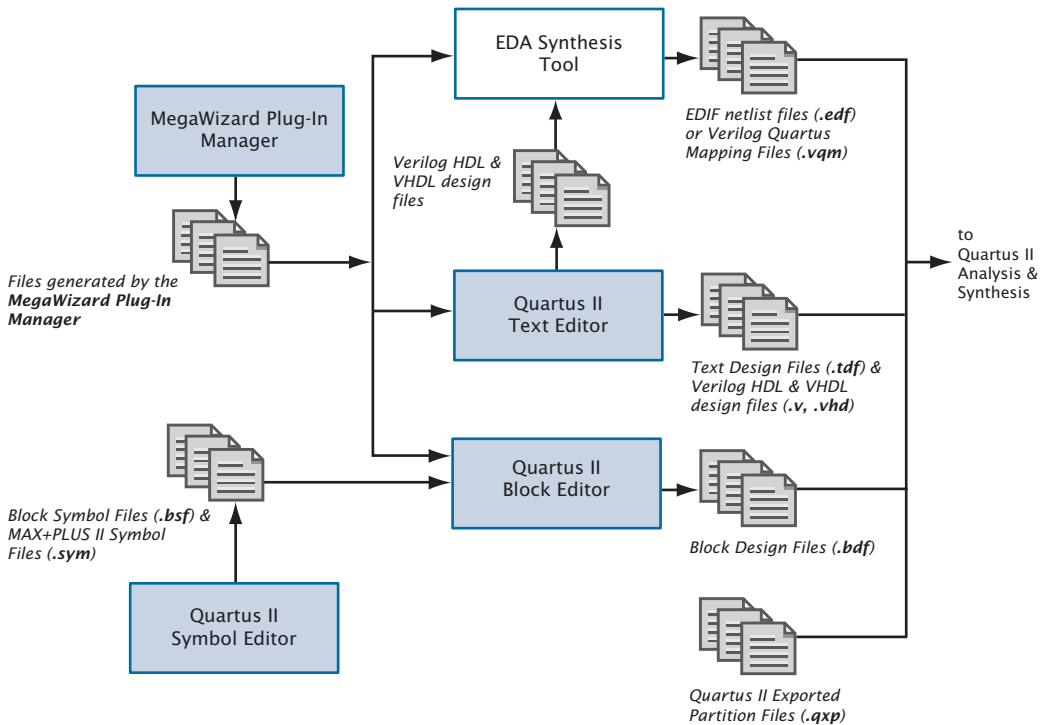 EDA Synthesis
Tool
EDIF netlist files (.edf)
or Verilog Quartus
Mapping Files (.vqm)
MegaWizard Plug-In
Manager
Verilog HDL &
VHDL design
files
Files generated by the
MegaWizard Plug-In
Manager
Quartus II
Text Editor
Text Design Files (.tdf) &
Verilog HDL & VHDL
design files (.v, .vhd)
to
Quartus II
Analysis &
Synthesis
Block Symbol Files (.bsf) &
MAX+PLUS II Symbol
Files (.sym)
Quartus II
Block Editor
Block Design Files (.bdf)
Quartus II
Symbol Editor
Quartus II Exported
Partition Files (.qxp)